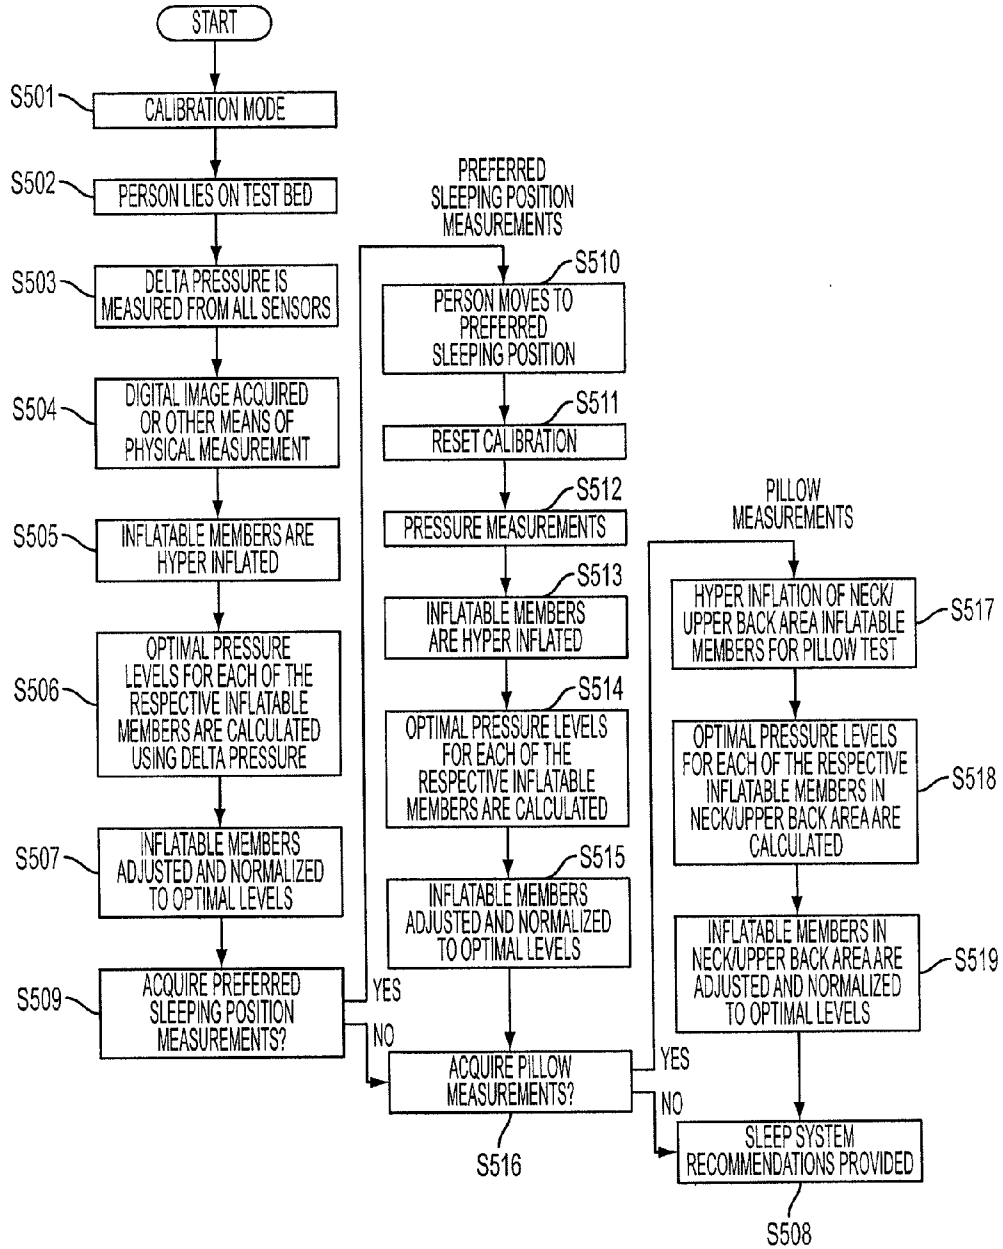 START
S501
CALIBRATION MODE
S502
PERSON LIES ON TEST BED
S503
DELTA PRESSURE IS
MEASURED FROM ALL SENSORS
S504
DIGITAL IMAGE ACQUIRED
OR OTHER MEANS OF
PHYSICAL MEASUREMENT
S505
INFLATABLE MEMBERS ARE
HYPER INFLATED
S506
OPTIMAL PRESSURE
LEVELS FOR EACH OF THE
RESPECTIVE INFLATABLE
MEMBERS ARE CALCULATED
USING DELTA PRESSURE
S507
INFLATABLE MEMBERS
ADJUSTED AND NORMALIZED
TO OPTIMAL LEVELS
S509
ACQUIRE PREFERRED
SLEEPING POSITION
MEASUREMENTS?
YES
NO
PREFERRED
SLEEPING POSITION
MEASUREMENTS
S510
PERSON MOVES TO
PREFERRED
SLEEPING POSITION
S511
RESET CALIBRATION
S512
PRESSURE MEASUREMENTS
S513
INFLATABLE MEMBERS
ARE HYPER INFLATED
S514
OPTIMAL PRESSURE LEVELS
FOR EACH OF THE
RESPECTIVE INFLATABLE
MEMBERS ARE CALCULATED
S515
INFLATABLE MEMBERS
ADJUSTED AND NORMALIZED
TO OPTIMAL LEVELS
ACQUIRE PILLOW
MEASUREMENTS?
S516
YES
NO
PILLOW
MEASUREMENTS
HYPER INFLATION OF NECK/
UPPER BACK AREA INFLATABLE
MEMBERS FOR PILLOW TEST
S517
OPTIMAL PRESSURE LEVELS
FOR EACH OF THE RESPECTIVE
INFLATABLE MEMBERS IN
NECK/UPPER BACK AREA ARE
CALCULATED
S518
INFLATABLE MEMBERS IN
NECK/UPPER BACK AREA ARE
ADJUSTED AND NORMALIZED
TO OPTIMAL LEVELS
S519
SLEEP SYSTEM
RECOMMENDATIONS PROVIDED
S508